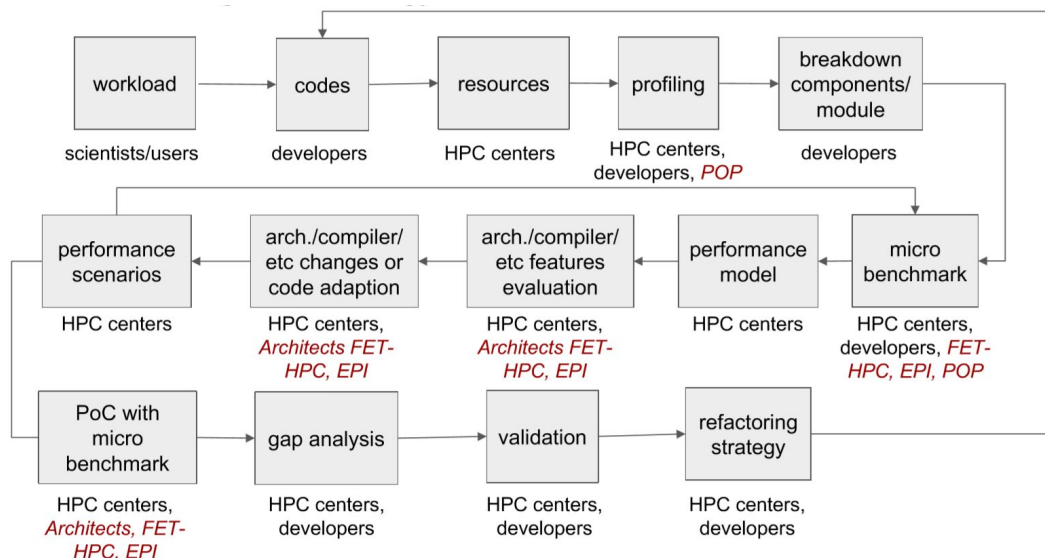 workload
scientists/users
codes
developers
resources
HPC centers
profiling
HPC centers,
developers, POP
breakdown
components/
module
developers
performance
scenarios
HPC centers
arch./compiler/
etc changes or
code adaption
HPC centers,
Architects FET-
HPC, EPI
arch./compiler/
etc features
evaluation
HPC centers,
Architects FET-
HPC, EPI
performance
model
HPC centers
micro
benchmark
HPC centers,
developers, FET-
HPC, EPI, POP
PoC with
micro
benchmark
HPC centers,
Architects, FET-
HPC, EPI
gap analysis
HPC centers,
developers
validation
HPC centers,
developers
refactoring
strategy
HPC centers,
developers